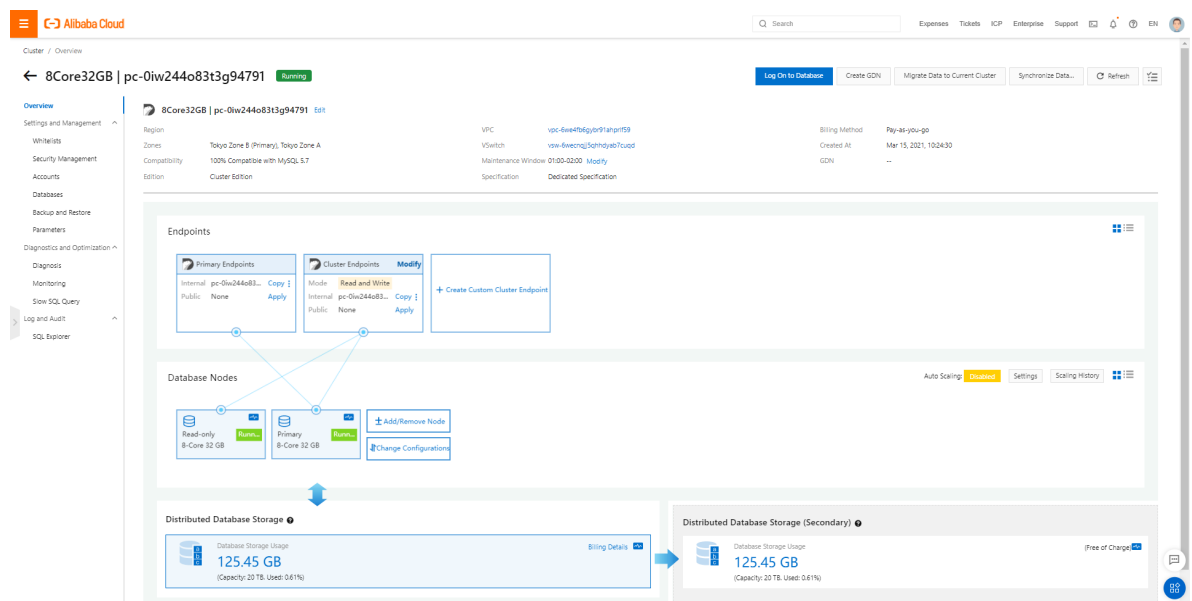 Alibaba Cloud
Search
Expenses Tickets ICP Enterprise Support EN
Cluster / Overview
8Core32GB | pc-0iw244o83t3g94791 Running
Log On to Database Create GDN Migrate Data to Current Cluster Synchronize Data... Refresh
Overview
Settings and Management
Whitelists
Security Management
Accounts
Databases
Backup and Restore
Parameters
Diagnostics and Optimization
Diagnosis
Monitoring
Slow SQL Query
Log and Audit
SQL Explorer
8Core32GB | pc-0iw244o83t3g94791 Edit
Region
Zones Tokyo Zone B (Primary), Tokyo Zone A
Compatibility 100% Compatible with MySQL 5.7
Edition Cluster Edition
VPC vpc-6we4fb6gybr91ahprif59
VSwitch vsw-6wecnqjj5qhhdyab7cuqd
Maintenance Window 01:00-02:00 Modify
Specification Dedicated Specification
Billing Method Pay-as-you-go
Created At Mar 15, 2021, 10:24:30
GDN --
Endpoints
Primary Endpoints
Internal pc-0iw244o83... Copy
Public None Apply
Cluster Endpoints Modify
Mode Read and Write
Internal pc-0iw244o83... Copy
Public None Apply
+ Create Custom Cluster Endpoint
Database Nodes
Auto Scaling: Disabled Settings Scaling History
Read-only Runn...
8-Core 32 GB
Primary Runn...
8-Core 32 GB
Add/Remove Node
Change Configurations
Distributed Database Storage
Database Storage Usage
125.45 GB
(Capacity: 20 TB. Used: 0.61%)
Billing Details
Distributed Database Storage (Secondary)
Database Storage Usage
125.45 GB
(Capacity: 20 TB. Used: 0.61%)
(Free of Charge)